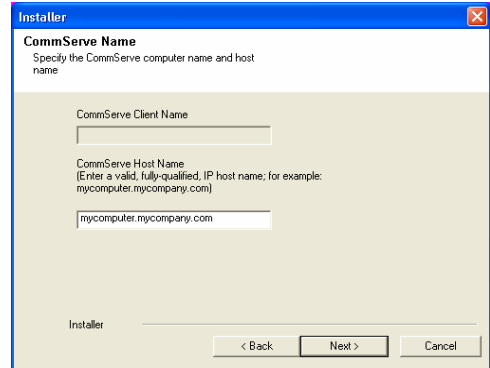 Installer
CommServe Name
Specify the CommServe computer name and host
name
CommServe Client Name
CommServe Host Name
(Enter a valid, fully-qualified, IP host name; for example:
mycomputer.mycompany.com)
mycomputer.mycompany.com
Installer
< Back Next > Cancel